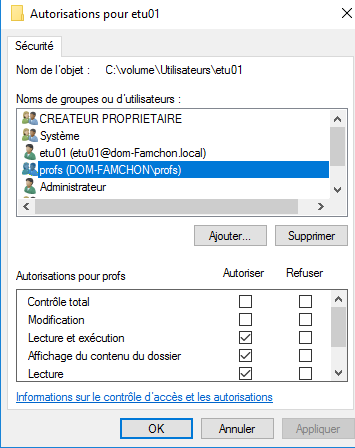 Autorisations pour etu01
Sécurité
Nom de l'objet : C:\volume\Utilisateurs\etu01
Noms de groupes ou d'utilisateurs :
CREATEUR PROPRIETAIRE
Système
etu01 (etu01@dom-Famchon.local)
profs (DOM-FAMCHON\profs)
Administrateur
Ajouter... Supprimer
Autorisations pour profs Autoriser Refuser
Contrôle total
Modification
Lecture et exécution
Affichage du contenu du dossier
Lecture
Informations sur le contrôle d'accès et les autorisations
OK Annuler Appliquer